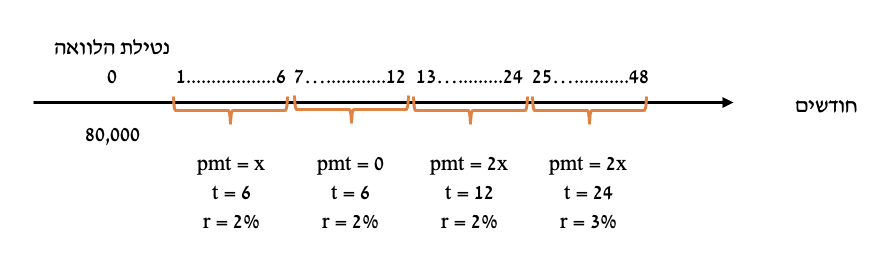 נטילת הלוואה
0 1.................6 7…...........12 13…........24 25…..........48
חודשים
80,000
pmt = x pmt = 0 pmt = 2x pmt = 2x
t = 6 t = 6 t = 12 t = 24
r = 2% r = 2% r = 2% r = 3%